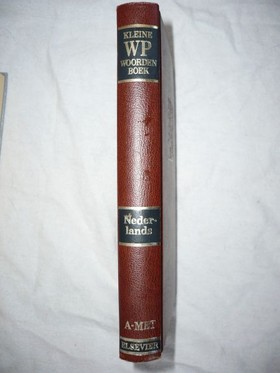 KLEINE
WP
WOORDEN
BOEK
Neder-
lands
A-MET
ELSEVIER